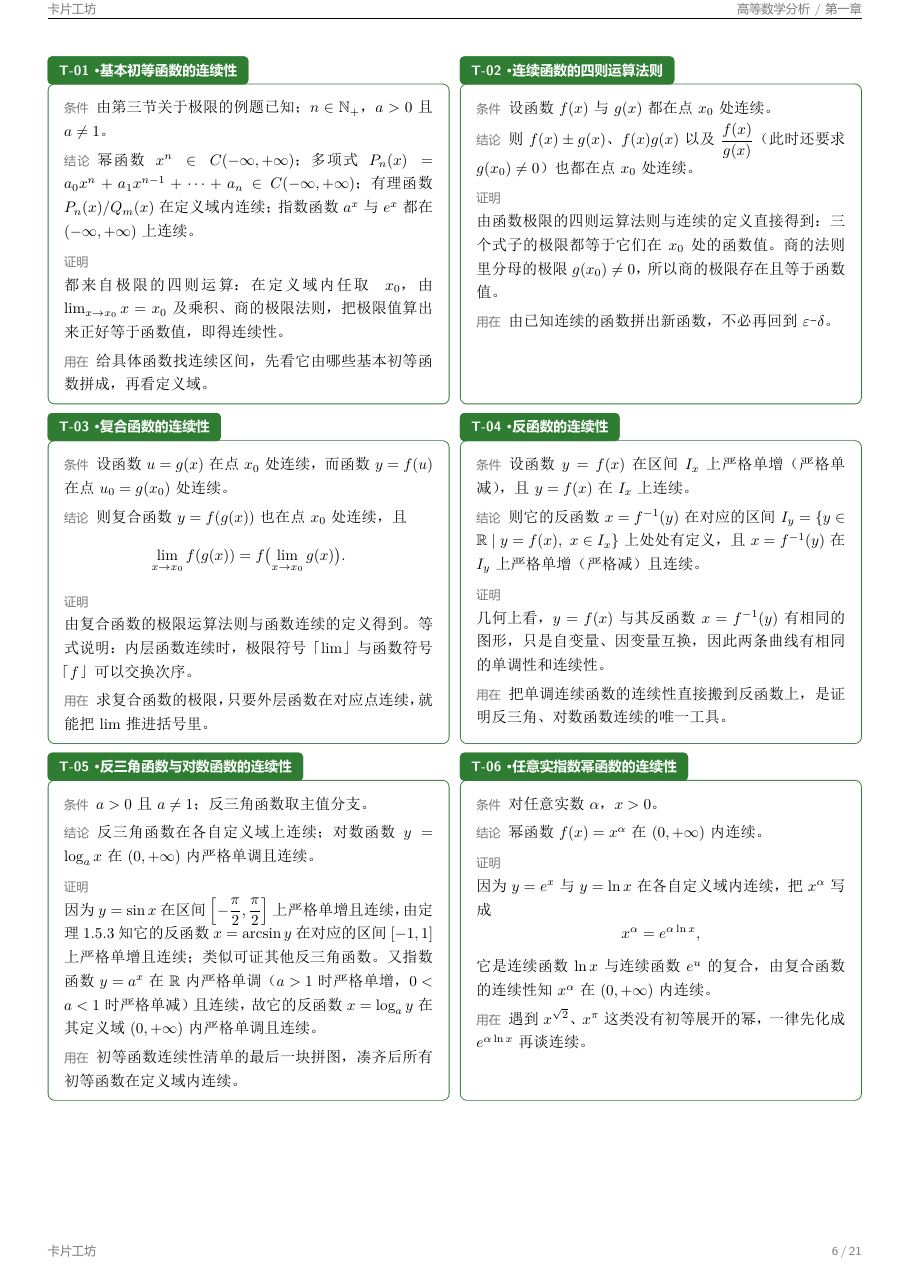 卡片工坊
高等数学分析 / 第一章
T-01 •基本初等函数的连续性
条件 由第三节关于极限的例题已知；n ∈ ℕ₊，a > 0 且
a ≠ 1。
结论 幂函数 xⁿ ∈ C(−∞,+∞)；多项式 Pₙ(x) =
a₀xⁿ + a₁xⁿ⁻¹ + ⋯ + aₙ ∈ C(−∞,+∞)；有理函数
Pₙ(x)/Qₘ(x) 在定义域内连续；指数函数 aˣ 与 eˣ 都在
(−∞,+∞) 上连续。
证明
都来自极限的四则运算：在定义域内任取 x₀，由
lim_{x→x₀} x = x₀ 及乘积、商的极限法则，把极限值算出
来正好等于函数值，即得连续性。
用在 给具体函数找连续区间，先看它由哪些基本初等函
数拼成，再看定义域。
T-02 •连续函数的四则运算法则
条件 设函数 f(x) 与 g(x) 都在点 x₀ 处连续。
结论 则 f(x) ± g(x)、f(x)g(x) 以及 f(x)/g(x)（此时还要求
g(x₀) ≠ 0）也都在点 x₀ 处连续。
证明
由函数极限的四则运算法则与连续的定义直接得到：三
个式子的极限都等于它们在 x₀ 处的函数值。商的法则
里分母的极限 g(x₀) ≠ 0，所以商的极限存在且等于函数
值。
用在 由已知连续的函数拼出新函数，不必再回到 ε–δ。
T-03 •复合函数的连续性
条件 设函数 u = g(x) 在点 x₀ 处连续，而函数 y = f(u)
在点 u₀ = g(x₀) 处连续。
结论 则复合函数 y = f(g(x)) 也在点 x₀ 处连续，且
lim_{x→x₀} f(g(x)) = f(lim_{x→x₀} g(x)).
证明
由复合函数的极限运算法则与函数连续的定义得到。等
式说明：内层函数连续时，极限符号「lim」与函数符号
「f」可以交换次序。
用在 求复合函数的极限，只要外层函数在对应点连续，就
能把 lim 推进括号里。
T-04 •反函数的连续性
条件 设函数 y = f(x) 在区间 Iₓ 上严格单增（严格单
减），且 y = f(x) 在 Iₓ 上连续。
结论 则它的反函数 x = f⁻¹(y) 在对应的区间 I_y = {y ∈
ℝ | y = f(x), x ∈ Iₓ} 上处处有定义，且 x = f⁻¹(y) 在
I_y 上严格单增（严格减）且连续。
证明
几何上看，y = f(x) 与其反函数 x = f⁻¹(y) 有相同的
图形，只是自变量、因变量互换，因此两条曲线有相同
的单调性和连续性。
用在 把单调连续函数的连续性直接搬到反函数上，是证
明反三角、对数函数连续的唯一工具。
T-05 •反三角函数与对数函数的连续性
条件 a > 0 且 a ≠ 1；反三角函数取主值分支。
结论 反三角函数在各自定义域上连续；对数函数 y =
logₐ x 在 (0,+∞) 内严格单调且连续。
证明
因为 y = sin x 在区间 [−π/2, π/2] 上严格单增且连续，由定
理 1.5.3 知它的反函数 x = arcsin y 在对应的区间 [−1,1]
上严格单增且连续；类似可证其他反三角函数。又指数
函数 y = aˣ 在 ℝ 内严格单调（a > 1 时严格单增，0 <
a < 1 时严格单减）且连续，故它的反函数 x = logₐ y 在
其定义域 (0,+∞) 内严格单调且连续。
用在 初等函数连续性清单的最后一块拼图，凑齐后所有
初等函数在定义域内连续。
T-06 •任意实指数幂函数的连续性
条件 对任意实数 α，x > 0。
结论 幂函数 f(x) = x^α 在 (0,+∞) 内连续。
证明
因为 y = eˣ 与 y = ln x 在各自定义域内连续，把 x^α 写
成
x^α = e^{α ln x},
它是连续函数 ln x 与连续函数 eᵘ 的复合，由复合函数
的连续性知 x^α 在 (0,+∞) 内连续。
用在 遇到 x^{√2}、x^π 这类没有初等展开的幂，一律先化成
e^{α ln x} 再谈连续。
卡片工坊
6 / 21